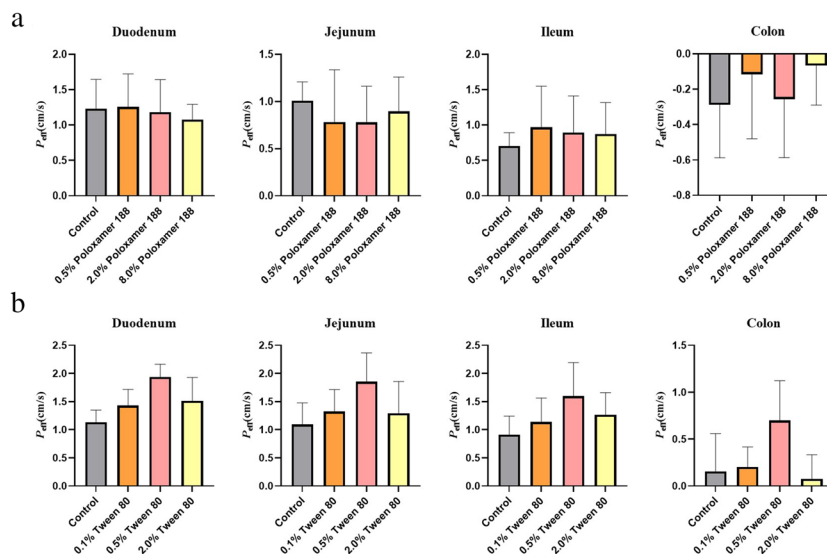 a
Duodenum
Jejunum
Ileum
Colon
Peff(cm/s)
2.0
1.5
1.0
0.5
0.0
Control
0.5% Poloxamer 188
2.0% Poloxamer 188
8.0% Poloxamer 188
Peff(cm/s)
1.5
1.0
0.5
0.0
Control
0.5% Poloxamer 188
2.0% Poloxamer 188
8.0% Poloxamer 188
Peff(cm/s)
2.0
1.5
1.0
0.5
0.0
Control
0.5% Poloxamer 188
2.0% Poloxamer 188
8.0% Poloxamer 188
Peff(cm/s)
0.0
-0.2
-0.4
-0.6
-0.8
Control
0.5% Poloxamer 188
2.0% Poloxamer 188
8.0% Poloxamer 188
b
Duodenum
Jejunum
Ileum
Colon
Peff(cm/s)
2.5
2.0
1.5
1.0
0.5
0.0
Control
0.1% Tween 80
0.5% Tween 80
2.0% Tween 80
Peff(cm/s)
2.5
2.0
1.5
1.0
0.5
0.0
Control
0.1% Tween 80
0.5% Tween 80
2.0% Tween 80
Peff(cm/s)
2.5
2.0
1.5
1.0
0.5
0.0
Control
0.1% Tween 80
0.5% Tween 80
2.0% Tween 80
Peff(cm/s)
1.5
1.0
0.5
0.0
Control
0.1% Tween 80
0.5% Tween 80
2.0% Tween 80